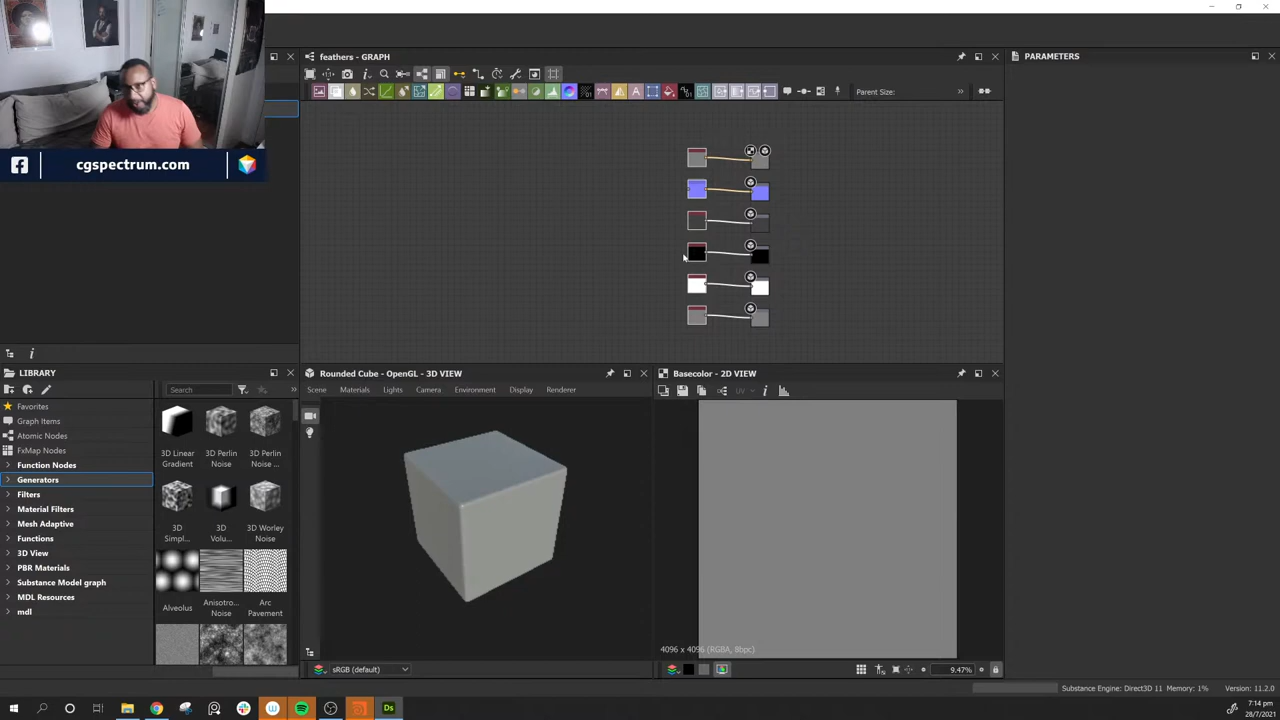 feathers - GRAPH
PARAMETERS
Parent Size:
cgspectrum.com
LIBRARY
Search
Favorites
Graph Items
Atomic Nodes
FxMap Nodes
Function Nodes
Generators
Filters
Material Filters
Mesh Adaptive
Functions
3D View
PBR Materials
Substance Model graph
MDL Resources
mdl
3D Linear
Gradient
3D Perlin
Noise
3D Perlin
Noise ...
3D
Simpl...
3D
Volu...
3D Worley
Noise
Alveolus
Anisotro...
Noise
Arc
Pavement
Rounded Cube - OpenGL - 3D VIEW
Scene Materials Lights Camera Environment Display Renderer
sRGB (default)
Basecolor - 2D VIEW
UV
4096 x 4096 (RGBA, 8bpc)
9.47%
Substance Engine: Direct3D 11 Memory: 1% Version: 11.2.0
Ds
7:14 pm
28/7/2021